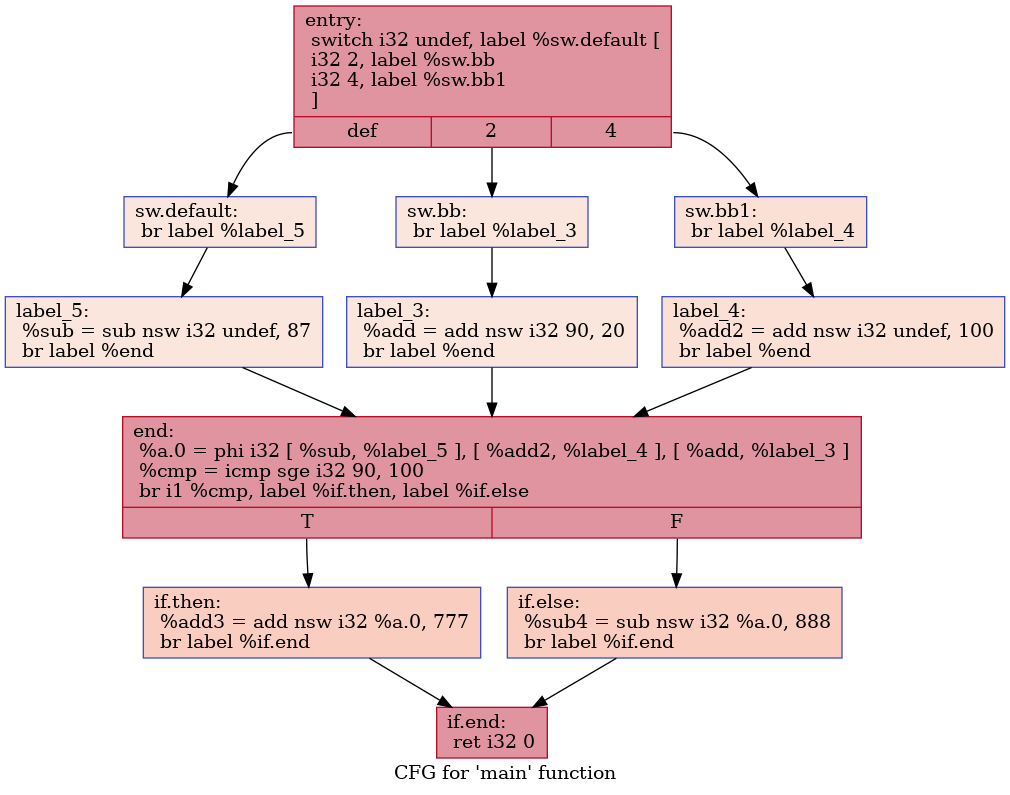 entry:
switch i32 undef, label %sw.default [
i32 2, label %sw.bb
i32 4, label %sw.bb1
]
def 2 4
sw.default:
br label %label_5
sw.bb:
br label %label_3
sw.bb1:
br label %label_4
label_5:
%sub = sub nsw i32 undef, 87
br label %end
label_3:
%add = add nsw i32 90, 20
br label %end
label_4:
%add2 = add nsw i32 undef, 100
br label %end
end:
%a.0 = phi i32 [ %sub, %label_5 ], [ %add2, %label_4 ], [ %add, %label_3 ]
%cmp = icmp sge i32 90, 100
br i1 %cmp, label %if.then, label %if.else
T F
if.then:
%add3 = add nsw i32 %a.0, 777
br label %if.end
if.else:
%sub4 = sub nsw i32 %a.0, 888
br label %if.end
if.end:
ret i32 0
CFG for 'main' function